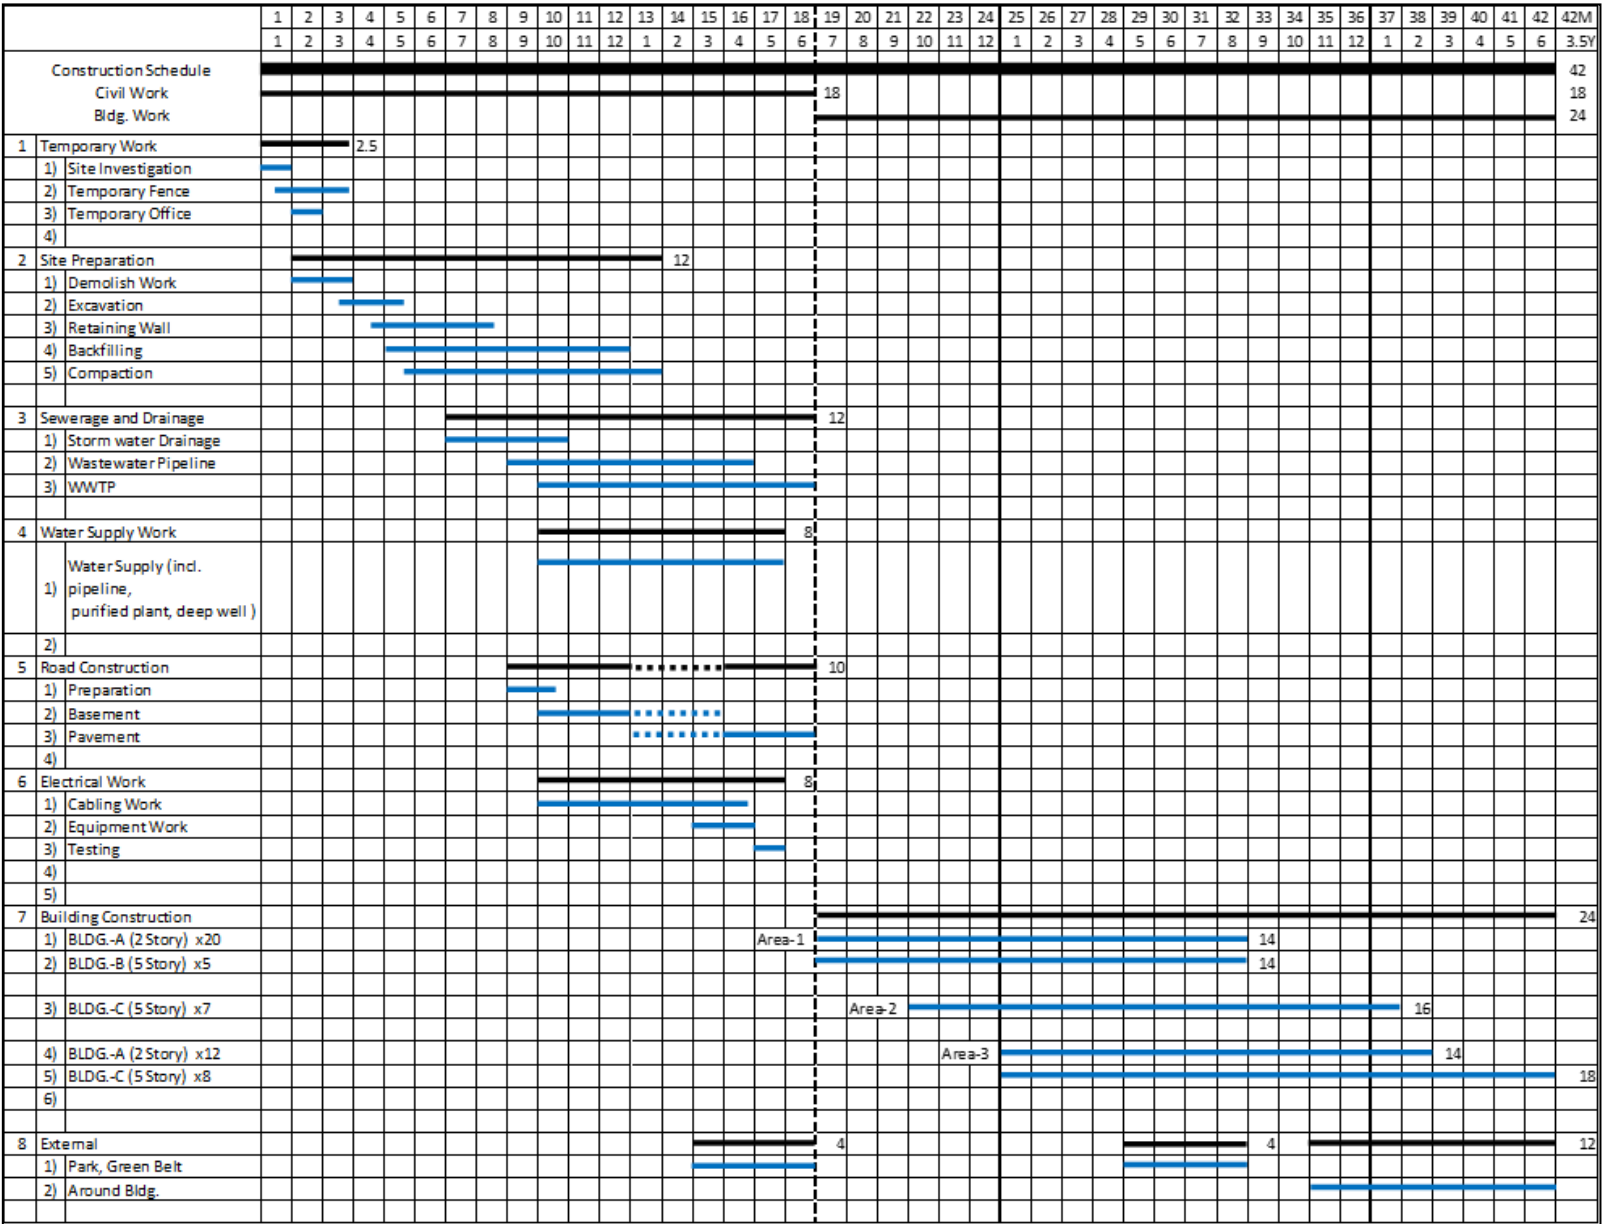 1 2 3 4 5 6 7 8 9 10 11 12 13 14 15 16 17 18 19 20 21 22 23 24 25 26 27 28 29 30 31 32 33 34 35 36 37 38 39 40 41 42 42M
1 2 3 4 5 6 7 8 9 10 11 12 1 2 3 4 5 6 7 8 9 10 11 12 1 2 3 4 5 6 7 8 9 10 11 12 1 2 3 4 5 6 3.5Y
Construction Schedule 42
Civil Work 18 18
Bldg. Work 24
1 Temporary Work 2.5
1) Site Investigation
2) Temporary Fence
3) Temporary Office
4)
2 Site Preparation 12
1) Demolish Work
2) Excavation
3) Retaining Wall
4) Backfilling
5) Compaction
3 Sewerage and Drainage 12
1) Storm water Drainage
2) Wastewater Pipeline
3) WWTP
4 Water Supply Work 8
Water Supply (incl.
1) pipeline,
purified plant, deep well )
2)
5 Road Construction 10
1) Preparation
2) Basement
3) Pavement
4)
6 Electrical Work 8
1) Cabling Work
2) Equipment Work
3) Testing
4)
5)
7 Building Construction 24
1) BLDG.-A (2 Story) x20 Area-1 14
2) BLDG.-B (5 Story) x5 14
3) BLDG.-C (5 Story) x7 Area-2 16
4) BLDG.-A (2 Story) x12 Area-3 14
5) BLDG.-C (5 Story) x8 18
6)
8 External 4 4 12
1) Park, Green Belt
2) Around Bldg.